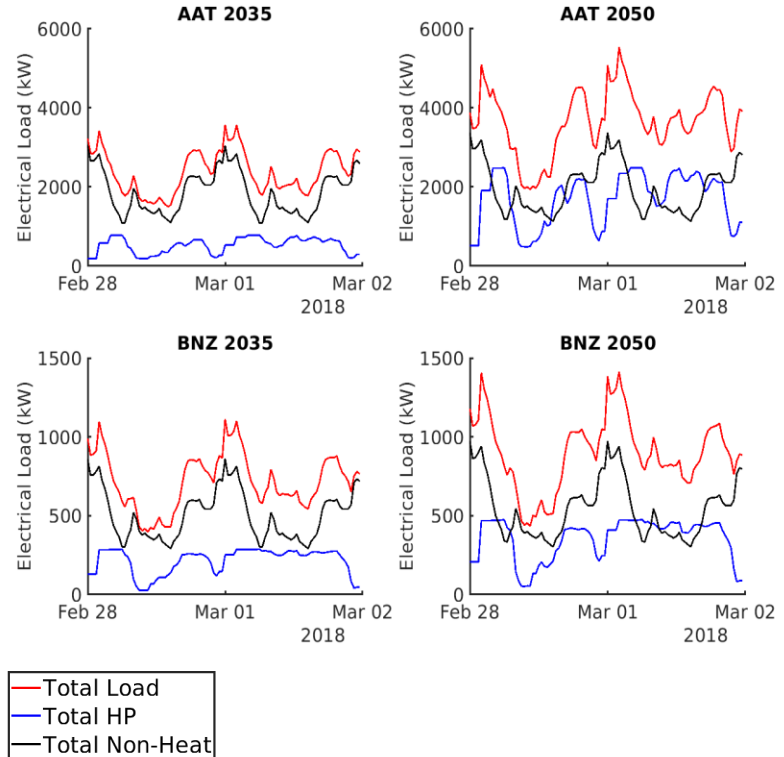 AAT 2035
Electrical Load (kW)
6000
4000
2000
0
Feb 28
Mar 01
Mar 02
2018
AAT 2050
Electrical Load (kW)
6000
4000
2000
0
Feb 28
Mar 01
Mar 02
2018
BNZ 2035
Electrical Load (kW)
1500
1000
500
0
Feb 28
Mar 01
Mar 02
2018
BNZ 2050
Electrical Load (kW)
1500
1000
500
0
Feb 28
Mar 01
Mar 02
2018
Total Load
Total HP
Total Non-Heat